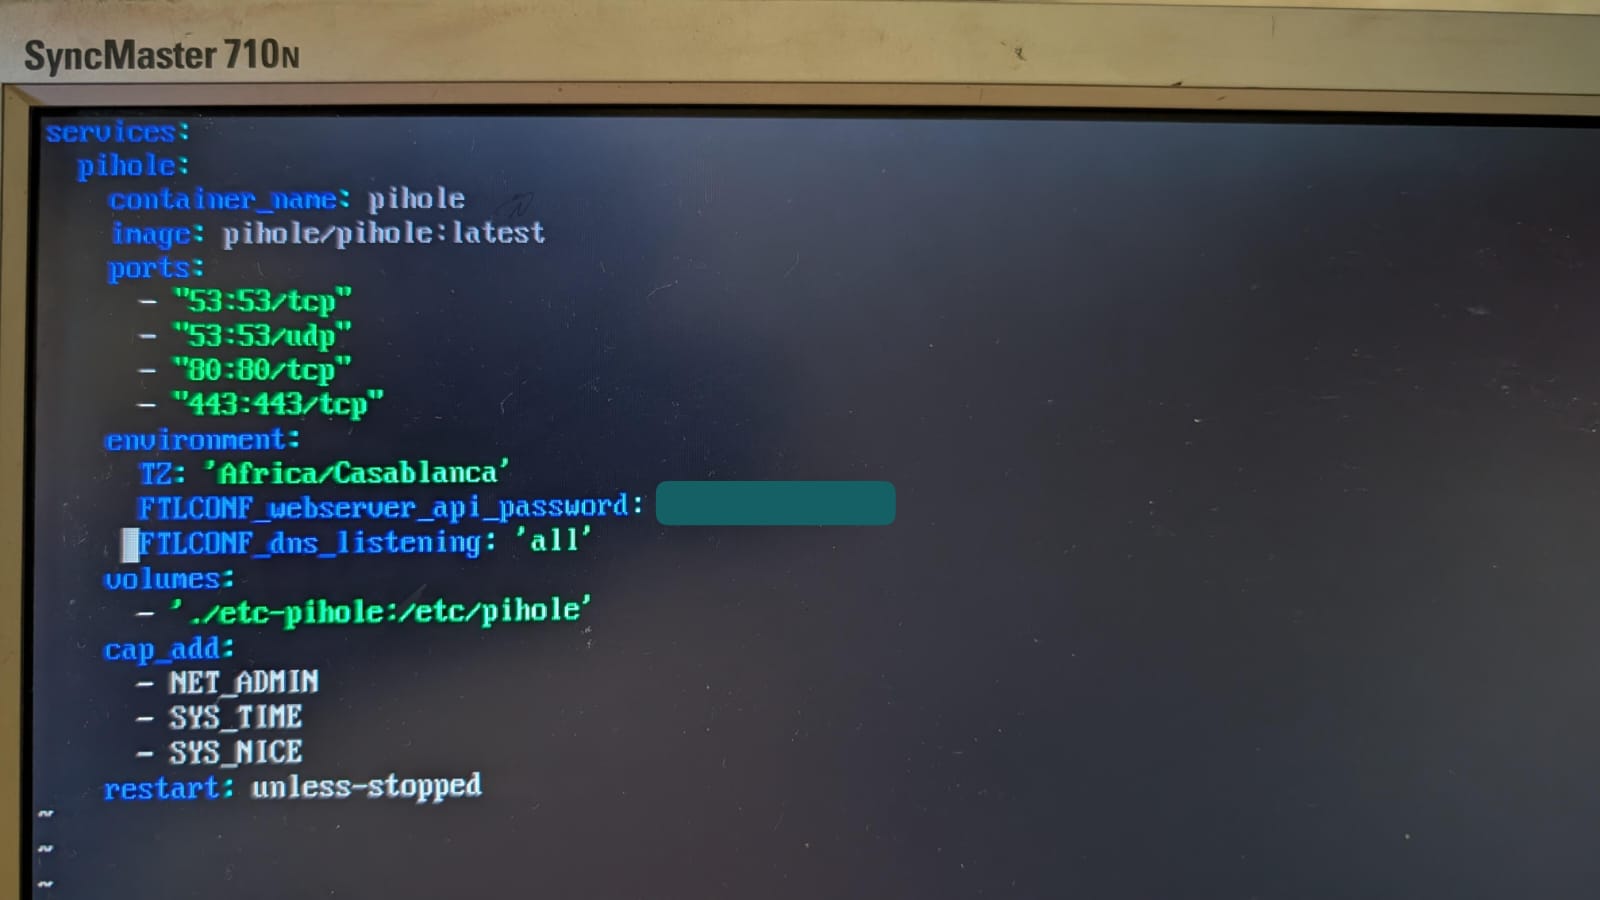 SyncMaster 710N
services:
  pihole:
    container_name: pihole
    image: pihole/pihole:latest
    ports:
      - "53:53/tcp"
      - "53:53/udp"
      - "80:80/tcp"
      - "443:443/tcp"
    environment:
      TZ: 'Africa/Casablanca'
      FTLCONF_webserver_api_password:
      FTLCONF_dns_listening: 'all'
    volumes:
      - './etc-pihole:/etc/pihole'
    cap_add:
      - NET_ADMIN
      - SYS_TIME
      - SYS_NICE
    restart: unless-stopped
~
~
~